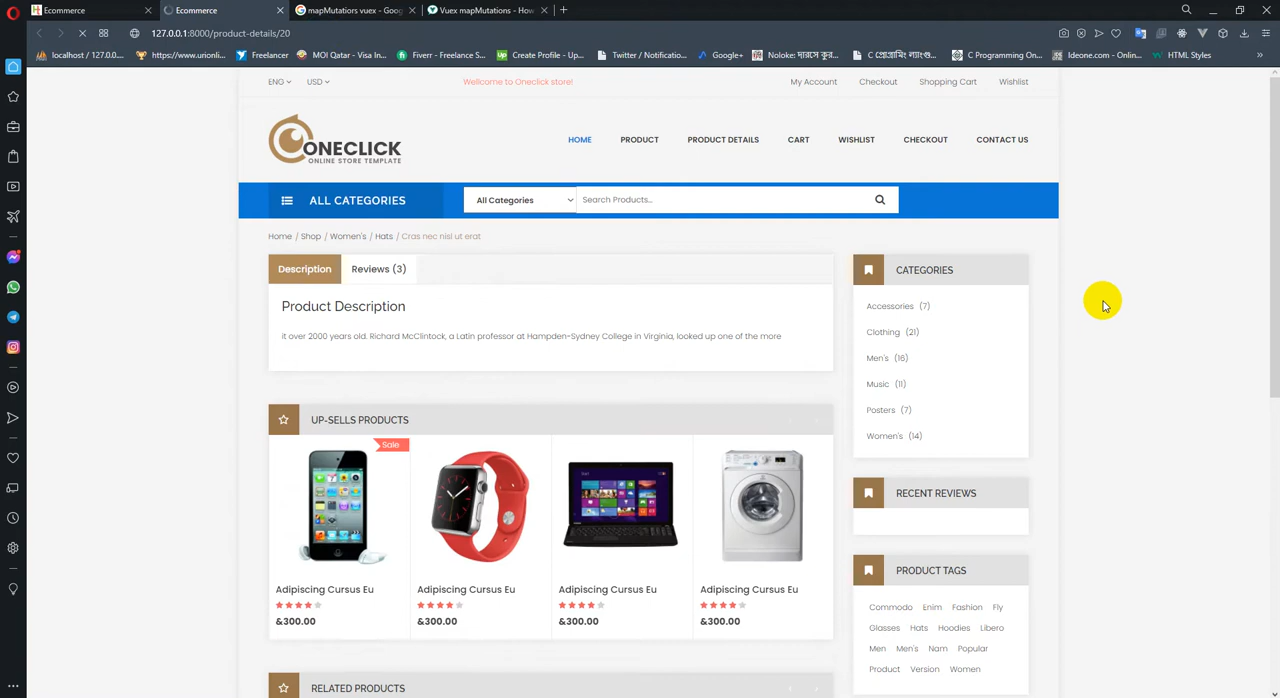 Ecommerce
Ecommerce
mapMutatiors vuex - Goog
Vuex mapMutations - How
127.0.0.1:8000/product-details/20
localhost / 127.0.0....
https://www.urionli...
Freelancer
MOI Qatar - Visa In...
Fiverr - Freelance S...
Create Profile - Up...
Twitter / Notificatio...
Google+
Noloke: দারসে কুর...
C প্রোগ্রামিং ল্যাংগু...
C Programming On...
Ideone.com - Onlin...
HTML Styles
ENG
USD
Wellcome to Oneclick store!
My Account
Checkout
Shopping Cart
Wishlist
ONECLICK
ONLINE STORE TEMPLATE
HOME
PRODUCT
PRODUCT DETAILS
CART
WISHLIST
CHECKOUT
CONTACT US
ALL CATEGORIES
All Categories
Search Products...
Home / Shop / Women's / Hats / Cras nec nisl ut erat
Description
Reviews (3)
Product Description
it over 2000 years old. Richard McClintock, a Latin professor at Hampden-Sydney College in Virginia, looked up one of the more
CATEGORIES
Accessories (7)
Clothing (21)
Men's (16)
Music (11)
Posters (7)
Women's (14)
UP-SELLS PRODUCTS
Sale
Adipiscing Cursus Eu
&300.00
Adipiscing Cursus Eu
&300.00
Adipiscing Cursus Eu
&300.00
Adipiscing Cursus Eu
&300.00
RECENT REVIEWS
PRODUCT TAGS
Commodo Enim Fashion Fly
Glasses Hats Hoodies Libero
Men Men's Nam Popular
Product Version Women
RELATED PRODUCTS